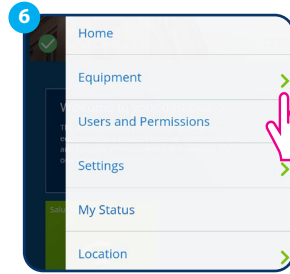 6
Home
Equipment
Users and Permissions
Settings
My Status
Location